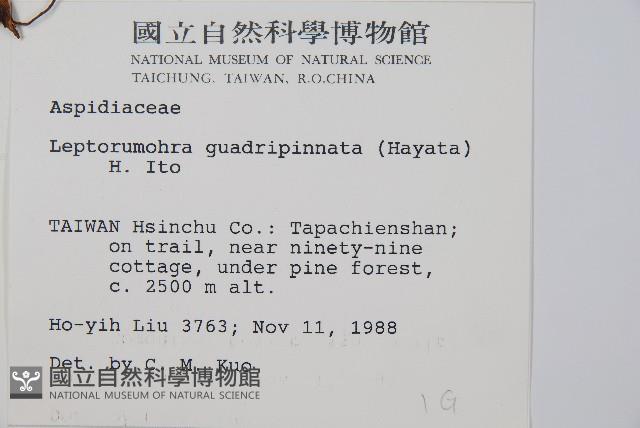 國立自然科學博物館
NATIONAL MUSEUM OF NATURAL SCIENCE
TAICHUNG, TAIWAN, R.O.CHINA
Aspidiaceae
Leptorumohra guadripinnata (Hayata)
H. Ito
TAIWAN Hsinchu Co.: Tapachienshan;
on trail, near ninety-nine
cottage, under pine forest,
c. 2500 m alt.
Ho-yih Liu 3763; Nov 11, 1988
Det. by C. M. Kuo
國立自然科學博物館
NATIONAL MUSEUM OF NATURAL SCIENCE
1G